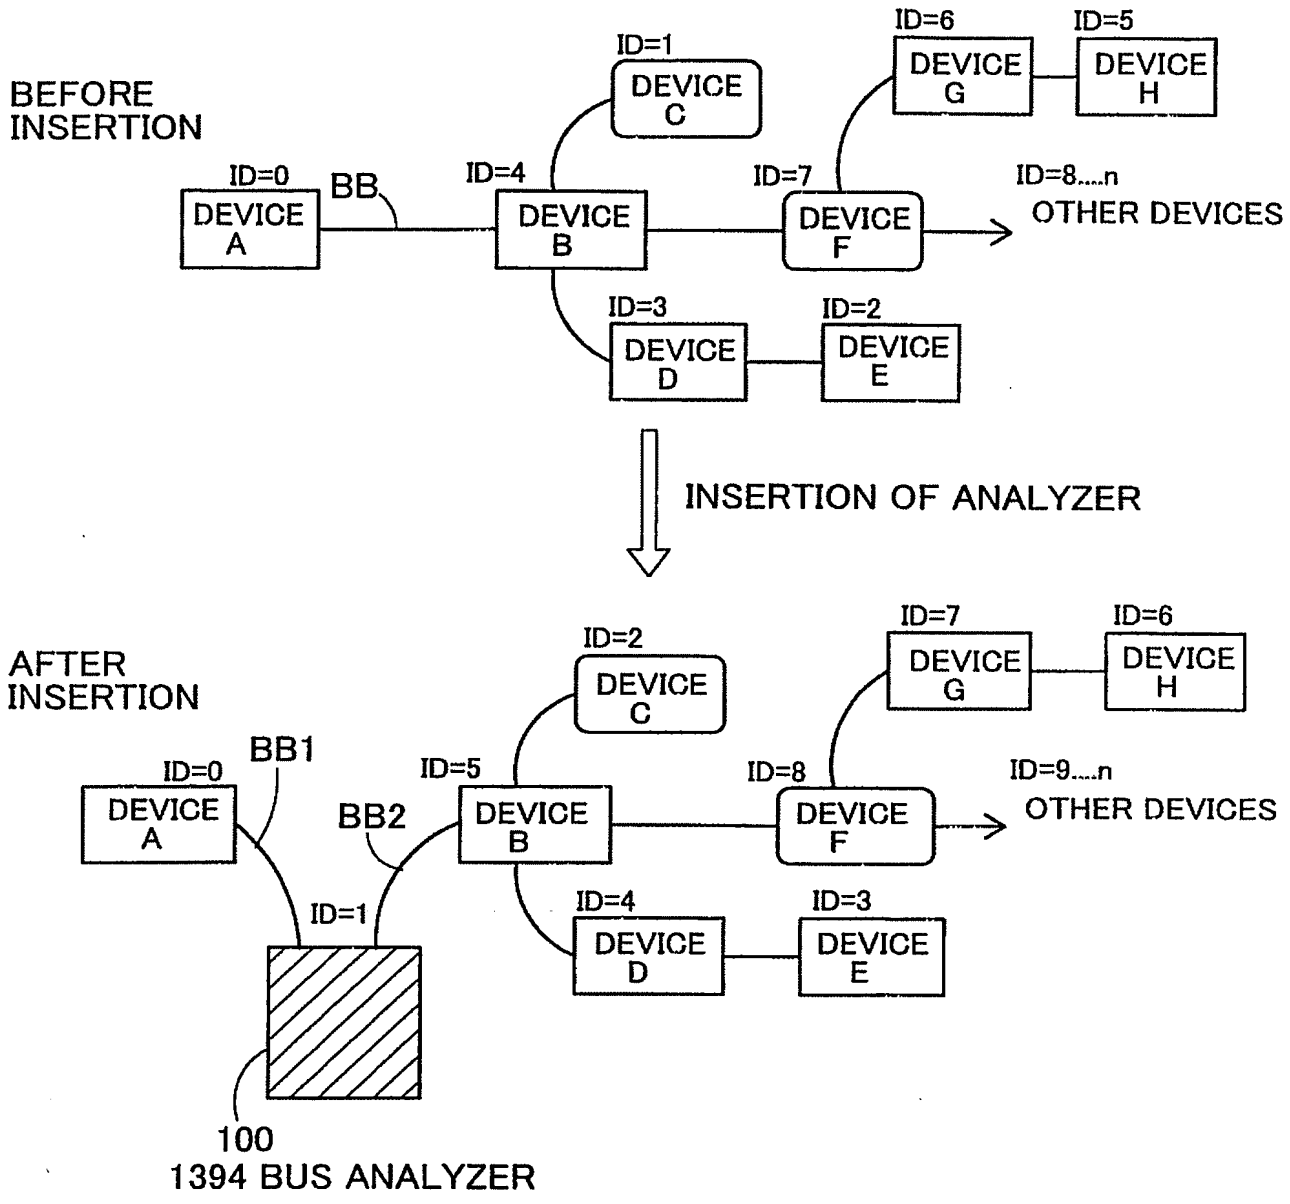 BEFORE
INSERTION
ID=0
DEVICE
A
BB
ID=4
DEVICE
B
ID=1
DEVICE
C
ID=3
DEVICE
D
ID=2
DEVICE
E
ID=7
DEVICE
F
ID=6
DEVICE
G
ID=5
DEVICE
H
ID=8....n
OTHER DEVICES
INSERTION OF ANALYZER
AFTER
INSERTION
ID=0
DEVICE
A
BB1
BB2
ID=1
100
1394 BUS ANALYZER
ID=5
DEVICE
B
ID=2
DEVICE
C
ID=4
DEVICE
D
ID=3
DEVICE
E
ID=8
DEVICE
F
ID=7
DEVICE
G
ID=6
DEVICE
H
ID=9....n
OTHER DEVICES